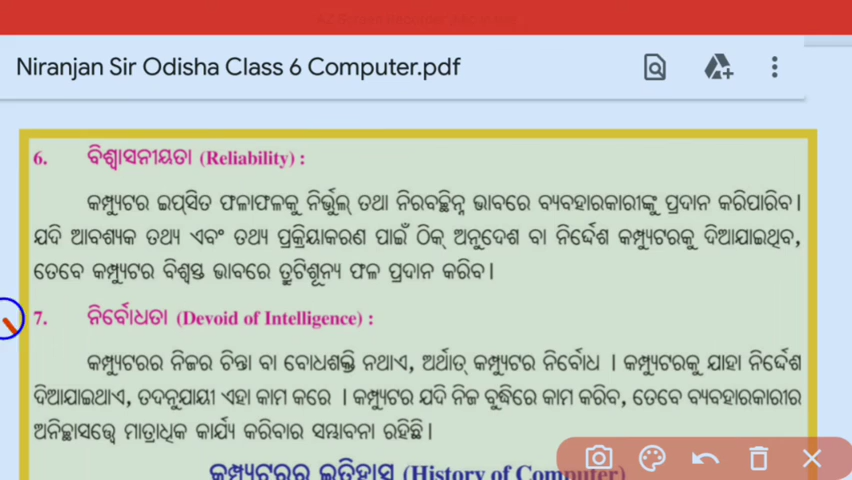 Niranjan Sir Odisha Class 6 Computer.pdf
6. ବିଶ୍ୱାସନୀୟତା (Reliability) :
କମ୍ପ୍ୟୁଟର ଇପ୍ସିତ ଫଳାଫଳକୁ ନିର୍ଭୁଲ୍ ତଥା ନିରବଚ୍ଛିନ୍ନ ଭାବରେ ବ୍ୟବହାରକାରୀଙ୍କୁ ପ୍ରଦାନ କରିପାରିବ।
ଯଦି ଆବଶ୍ୟକ ତଥ୍ୟ ଏବଂ ତଥ୍ୟ ପ୍ରକ୍ରିୟାକରଣ ପାଇଁ ଠିକ୍ ଅନୁଦେଶ ବା ନିର୍ଦ୍ଦେଶ କମ୍ପ୍ୟୁଟରକୁ ଦିଆଯାଇଥିବ,
ତେବେ କମ୍ପ୍ୟୁଟର ବିଶ୍ୱସ୍ତ ଭାବରେ ତ୍ରୁଟିଶୂନ୍ୟ ଫଳ ପ୍ରଦାନ କରିବ।
7. ନିର୍ବୋଧତା (Devoid of Intelligence) :
କମ୍ପ୍ୟୁଟରର ନିଜର ଚିନ୍ତା ବା ବୋଧଶକ୍ତି ନଥାଏ, ଅର୍ଥାତ୍ କମ୍ପ୍ୟୁଟର ନିର୍ବୋଧ । କମ୍ପ୍ୟୁଟରକୁ ଯାହା ନିର୍ଦ୍ଦେଶ
ଦିଆଯାଇଥାଏ, ତଦନୁଯାୟୀ ଏହା କାମ କରେ । କମ୍ପ୍ୟୁଟର ଯଦି ନିଜ ବୁଦ୍ଧିରେ କାମ କରିବ, ତେବେ ବ୍ୟବହାରକାରୀର
ଅନିଚ୍ଛାସତ୍ତ୍ୱେ ମାତ୍ରାଧିକ କାର୍ଯ୍ୟ କରିବାର ସମ୍ଭାବନା ରହିଛି।
କମ୍ପ୍ୟୁଟରର ଇତିହାସ (History of Computer)